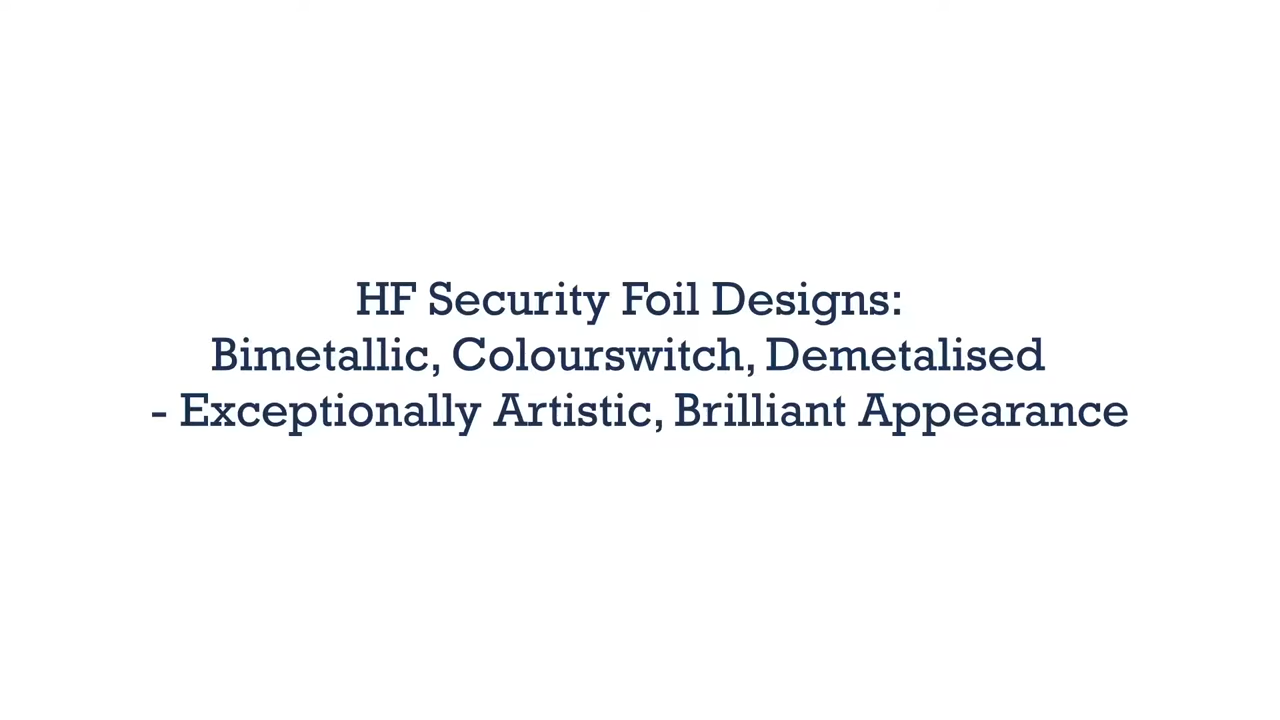 HF Security Foil Designs:
Bimetallic, Colourswitch, Demetalised
- Exceptionally Artistic, Brilliant Appearance